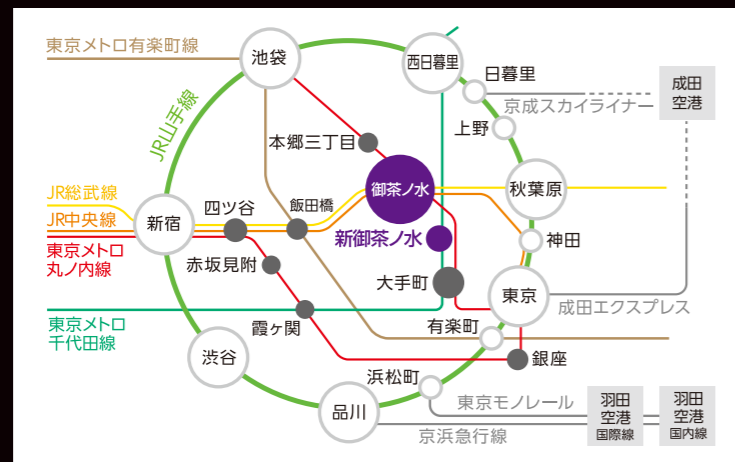 東京メトロ有楽町線
池袋
西日暮里
日暮里
成田
空港
京成スカイライナー
上野
JR山手線
本郷三丁目
御茶ノ水
秋葉原
JR総武線
JR中央線
新宿
四ツ谷
飯田橋
新御茶ノ水
神田
東京メトロ
丸ノ内線
赤坂見附
大手町
東京
成田エクスプレス
東京メトロ
千代田線
霞ヶ関
有楽町
渋谷
銀座
浜松町
品川
東京モノレール
京浜急行線
羽田
空港
国際線
羽田
空港
国内線